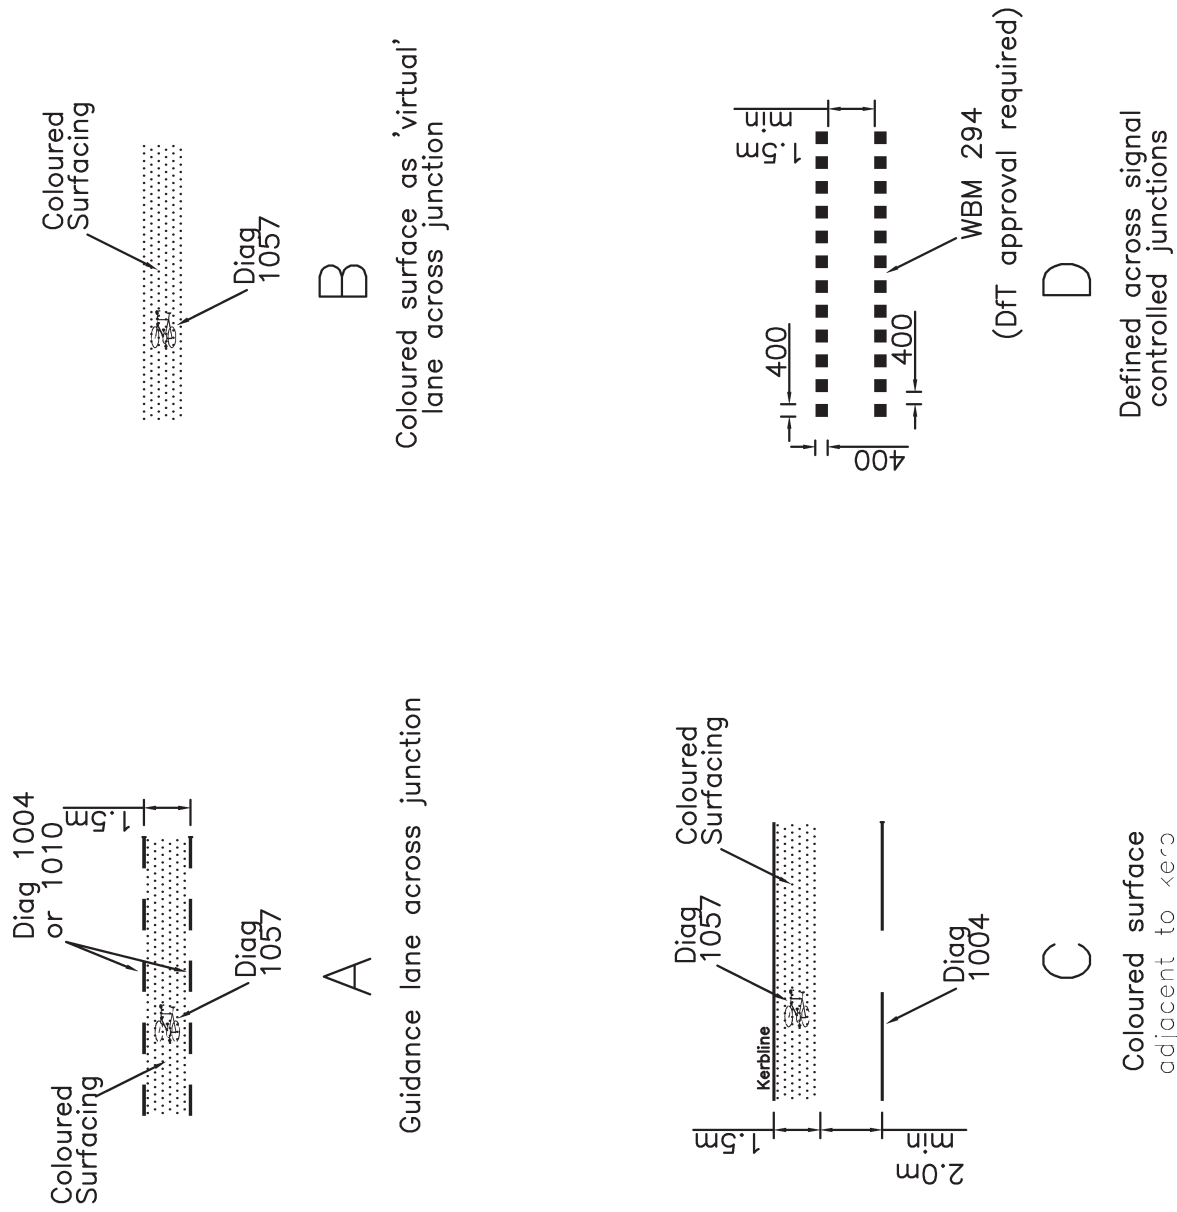 Diag 1004
or 1010
1.5m
Coloured
Surfacing
Diag
1057
A
Guidance lane across junction
Coloured
Surfacing
Diag
1057
B
Coloured surface as 'virtual'
lane across junction
Diag
1057
Coloured
Surfacing
Kerbline
1.5m
2.0m
min
Diag
1004
C
Coloured surface
adjacent to kerb
400
400
400
1.5m
min
WBM 294
(DfT approval required)
D
Defined across signal
controlled junctions